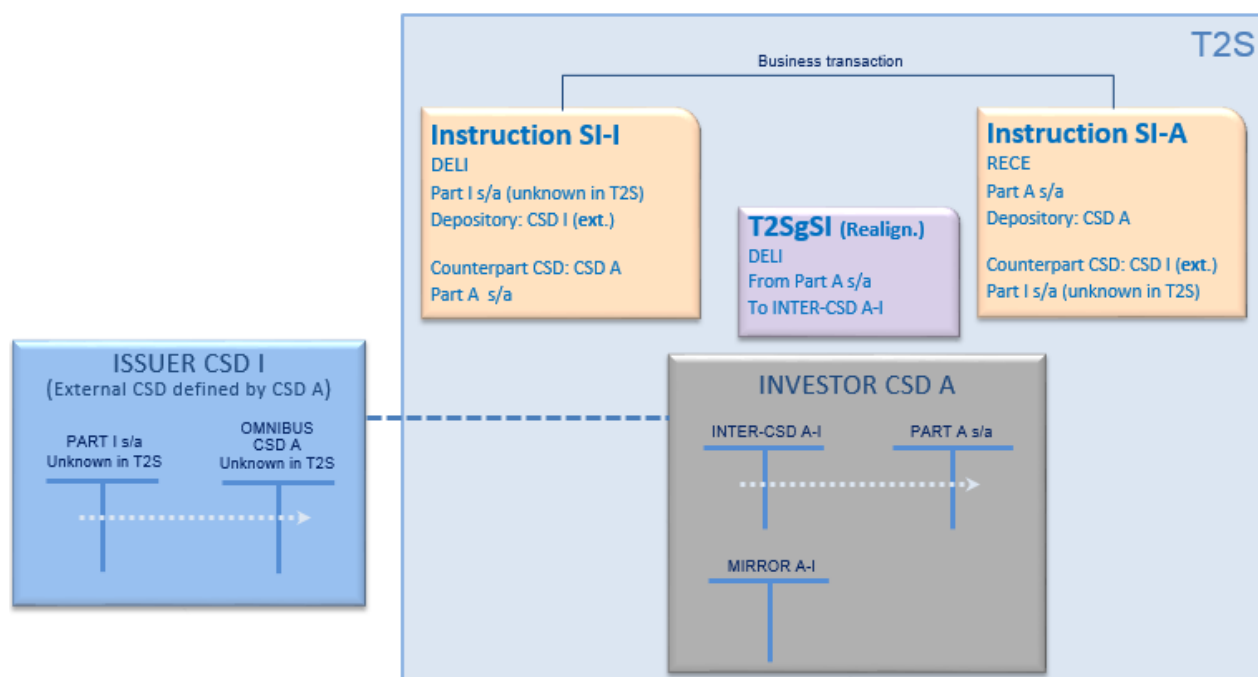 T2S
Business transaction
Instruction SI-I
DELI
Part I s/a (unknown in T2S)
Depository: CSD I (ext.)
Counterpart CSD: CSD A
Part A s/a
T2SgSI (Realign.)
DELI
From Part A s/a
To INTER-CSD A-I
Instruction SI-A
RECE
Part A s/a
Depository: CSD A
Counterpart CSD: CSD I (ext.)
Part I s/a (unknown in T2S)
ISSUER CSD I
(External CSD defined by CSD A)
PART I s/a
Unknown in T2S
OMNIBUS
CSD A
Unknown in T2S
INVESTOR CSD A
INTER-CSD A-I
PART A s/a
MIRROR A-I